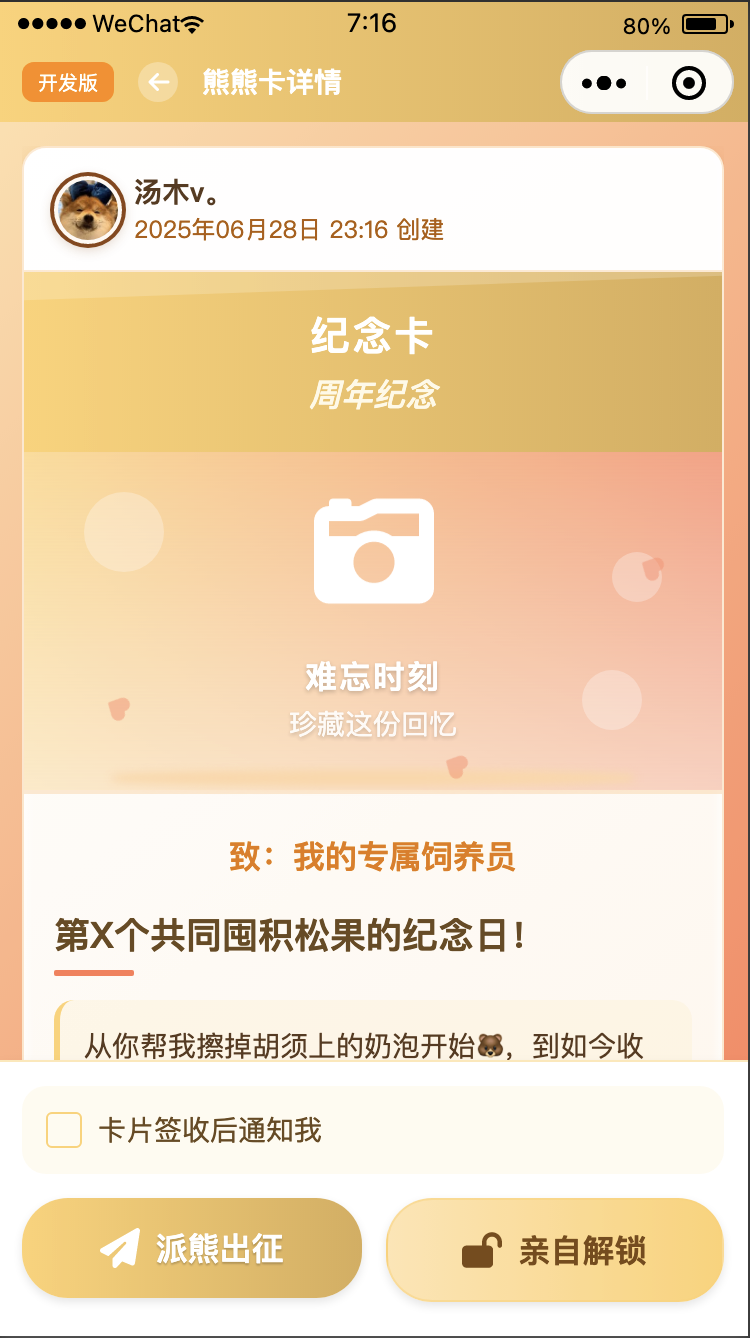 WeChat 7:16 80%
开发版 熊熊卡详情
汤木v。
2025年06月28日 23:16 创建
纪念卡
周年纪念
难忘时刻
珍藏这份回忆
致：我的专属饲养员
第X个共同囤积松果的纪念日！
从你帮我擦掉胡须上的奶泡开始🐻，到如今收
卡片签收后通知我
派熊出征 亲自解锁